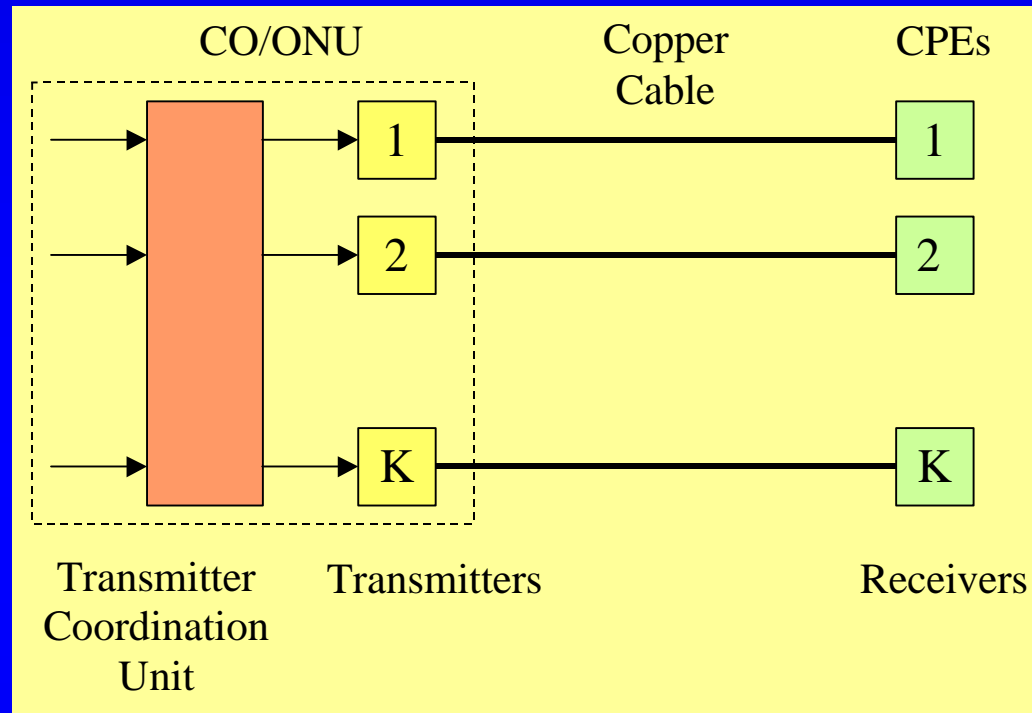 CO/ONU
Copper
Cable
CPEs
1
1
2
2
K
K
Transmitter
Coordination
Unit
Transmitters
Receivers